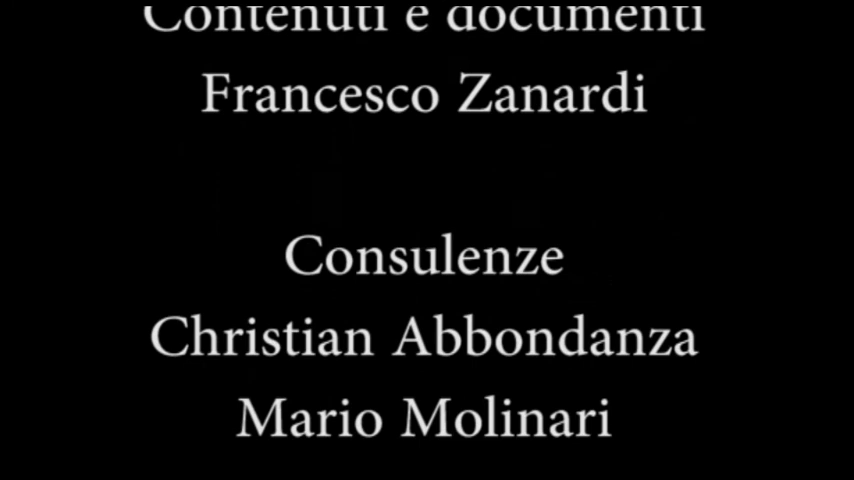 Contenuti e documenti
Francesco Zanardi
Consulenze
Christian Abbondanza
Mario Molinari